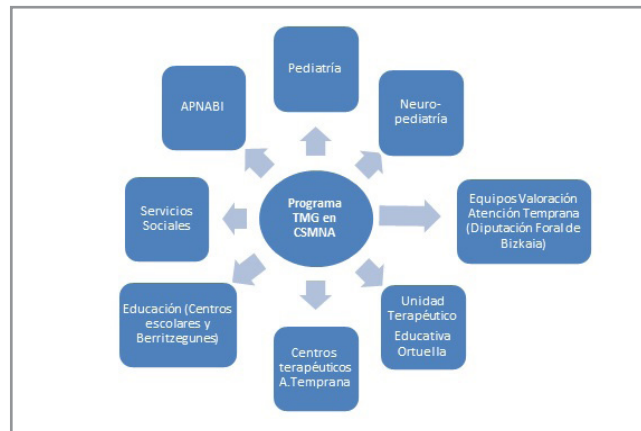 Pediatría
Neuro-
pediatría
Equipos Valoración
Atención Temprana
(Diputación Foral de
Bizkaia)
Unidad
Terapéutico
Educativa
Ortuella
Centros
terapéuticos
A.Temprana
Educación (Centros
escolares y
Berritzegunes)
Servicios
Sociales
APNABI
Programa
TMG en
CSMNA